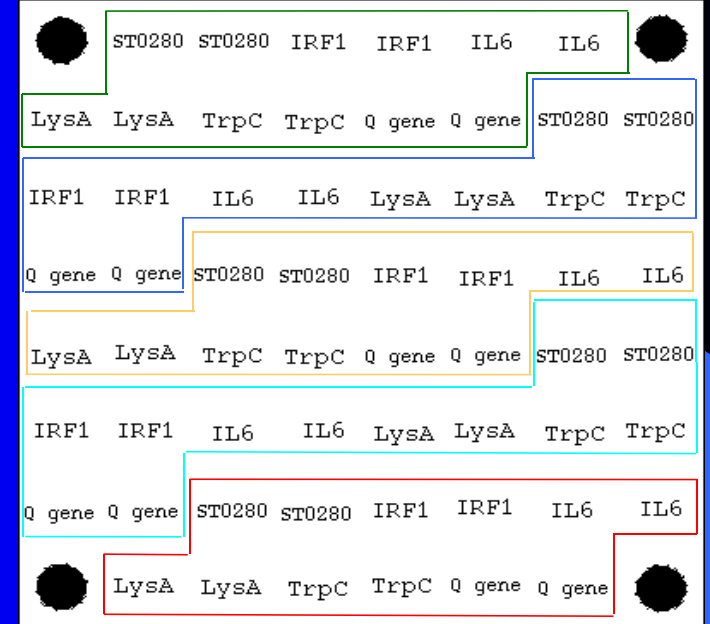 ST0280 ST0280 IRF1 IRF1 IL6 IL6
LysA LysA TrpC TrpC Q gene Q gene ST0280 ST0280
IRF1 IRF1 IL6 IL6 LysA LysA TrpC TrpC
Q gene Q gene ST0280 ST0280 IRF1 IRF1 IL6 IL6
LysA LysA TrpC TrpC Q gene Q gene ST0280 ST0280
IRF1 IRF1 IL6 IL6 LysA LysA TrpC TrpC
Q gene Q gene ST0280 ST0280 IRF1 IRF1 IL6 IL6
LysA LysA TrpC TrpC Q gene Q gene